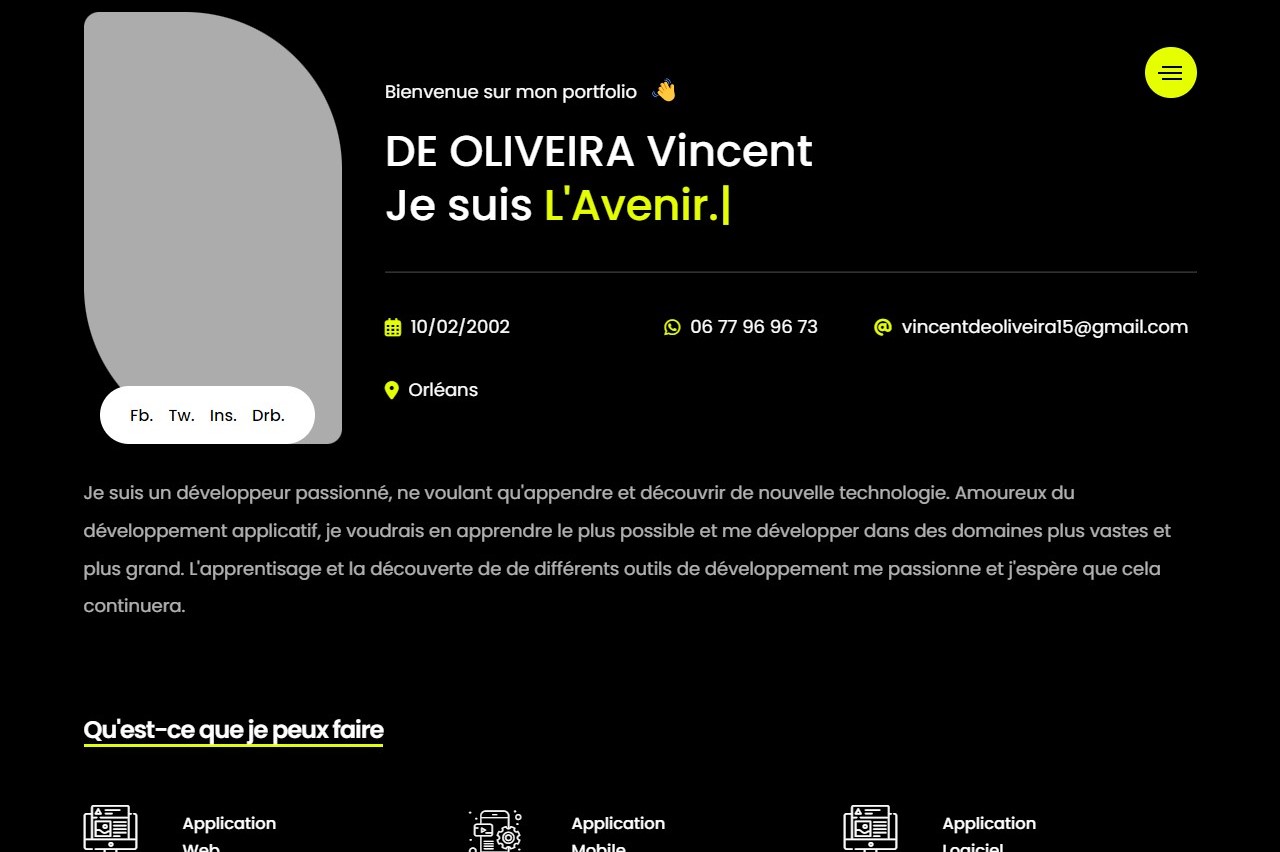 Bienvenue sur mon portfolio
DE OLIVEIRA Vincent
Je suis L'Avenir.|
10/02/2002
06 77 96 96 73
vincentdeoliveira15@gmail.com
Orléans
Fb. Tw. Ins. Drb.
Je suis un développeur passionné, ne voulant qu'appendre et découvrir de nouvelle technologie. Amoureux du
développement applicatif, je voudrais en apprendre le plus possible et me développer dans des domaines plus vastes et
plus grand. L'apprentisage et la découverte de de différents outils de développement me passionne et j'espère que cela
continuera.
Qu'est-ce que je peux faire
Application
Web
Application
Mobile
Application
Logiciel